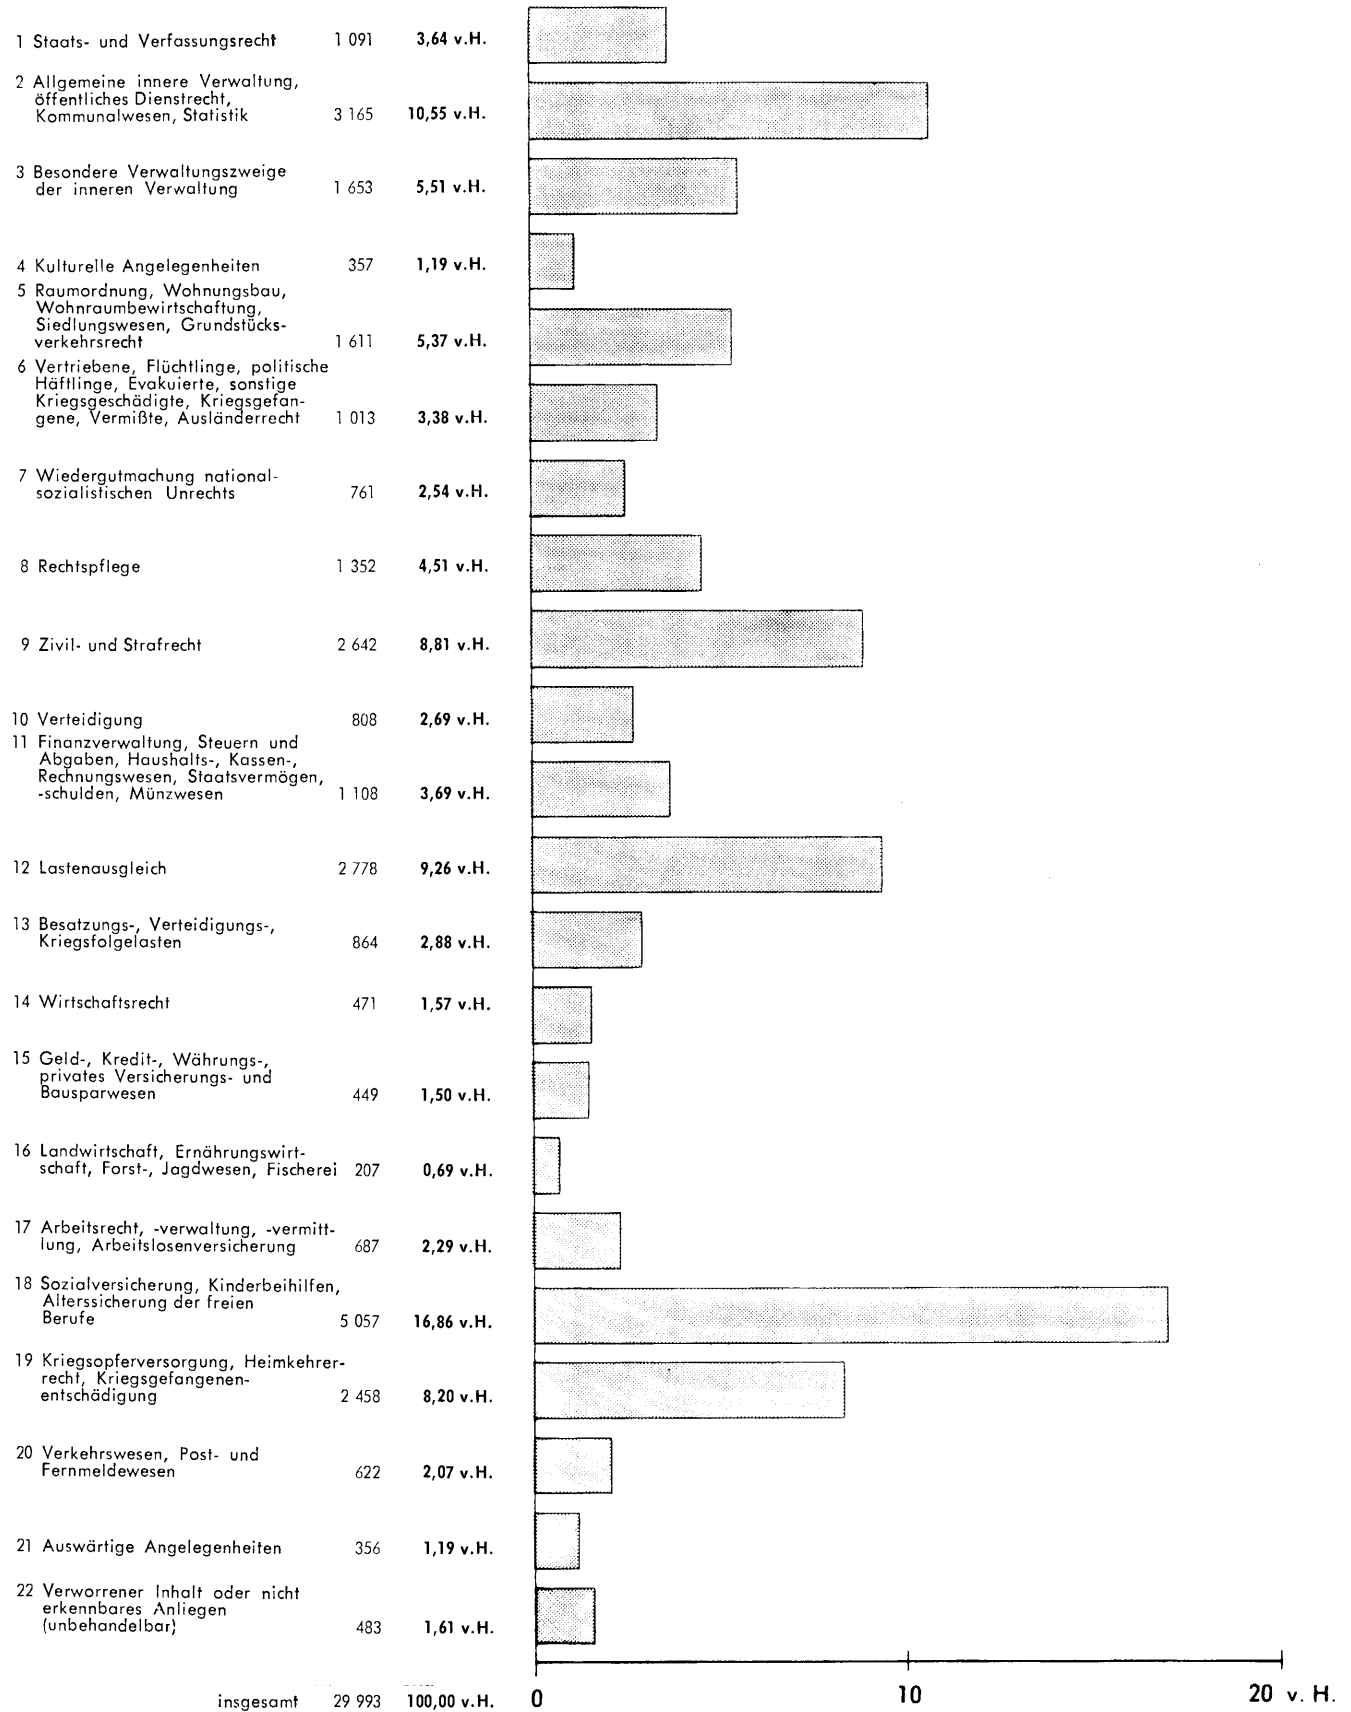 1 Staats- und Verfassungsrecht 1 091 3,64 v.H.
2 Allgemeine innere Verwaltung,
öffentliches Dienstrecht,
Kommunalwesen, Statistik 3 165 10,55 v.H.
3 Besondere Verwaltungszweige
der inneren Verwaltung 1 653 5,51 v.H.
4 Kulturelle Angelegenheiten 357 1,19 v.H.
5 Raumordnung, Wohnungsbau,
Wohnraumbewirtschaftung,
Siedlungswesen, Grundstücks-
verkehrsrecht 1 611 5,37 v.H.
6 Vertriebene, Flüchtlinge, politische
Häftlinge, Evakuierte, sonstige
Kriegsgeschädigte, Kriegsgefan-
gene, Vermißte, Ausländerrecht 1 013 3,38 v.H.
7 Wiedergutmachung national-
sozialistischen Unrechts 761 2,54 v.H.
8 Rechtspflege 1 352 4,51 v.H.
9 Zivil- und Strafrecht 2 642 8,81 v.H.
10 Verteidigung 808 2,69 v.H.
11 Finanzverwaltung, Steuern und
Abgaben, Haushalts-, Kassen-,
Rechnungswesen, Staatsvermögen,
-schulden, Münzwesen 1 108 3,69 v.H.
12 Lastenausgleich 2 778 9,26 v.H.
13 Besatzungs-, Verteidigungs-,
Kriegsfolgelasten 864 2,88 v.H.
14 Wirtschaftsrecht 471 1,57 v.H.
15 Geld-, Kredit-, Währungs-,
privates Versicherungs- und
Bausparwesen 449 1,50 v.H.
16 Landwirtschaft, Ernährungswirt-
schaft, Forst-, Jagdwesen, Fischerei 207 0,69 v.H.
17 Arbeitsrecht, -verwaltung, -vermitt-
lung, Arbeitslosenversicherung 687 2,29 v.H.
18 Sozialversicherung, Kinderbeihilfen,
Alterssicherung der freien
Berufe 5 057 16,86 v.H.
19 Kriegsopferversorgung, Heimkehrer-
recht, Kriegsgefangenen-
entschädigung 2 458 8,20 v.H.
20 Verkehrswesen, Post- und
Fernmeldewesen 622 2,07 v.H.
21 Auswärtige Angelegenheiten 356 1,19 v.H.
22 Verworrener Inhalt oder nicht
erkennbares Anliegen
(unbehandelbar) 483 1,61 v.H.
insgesamt 29 993 100,00 v.H. 0 10 20 v. H.